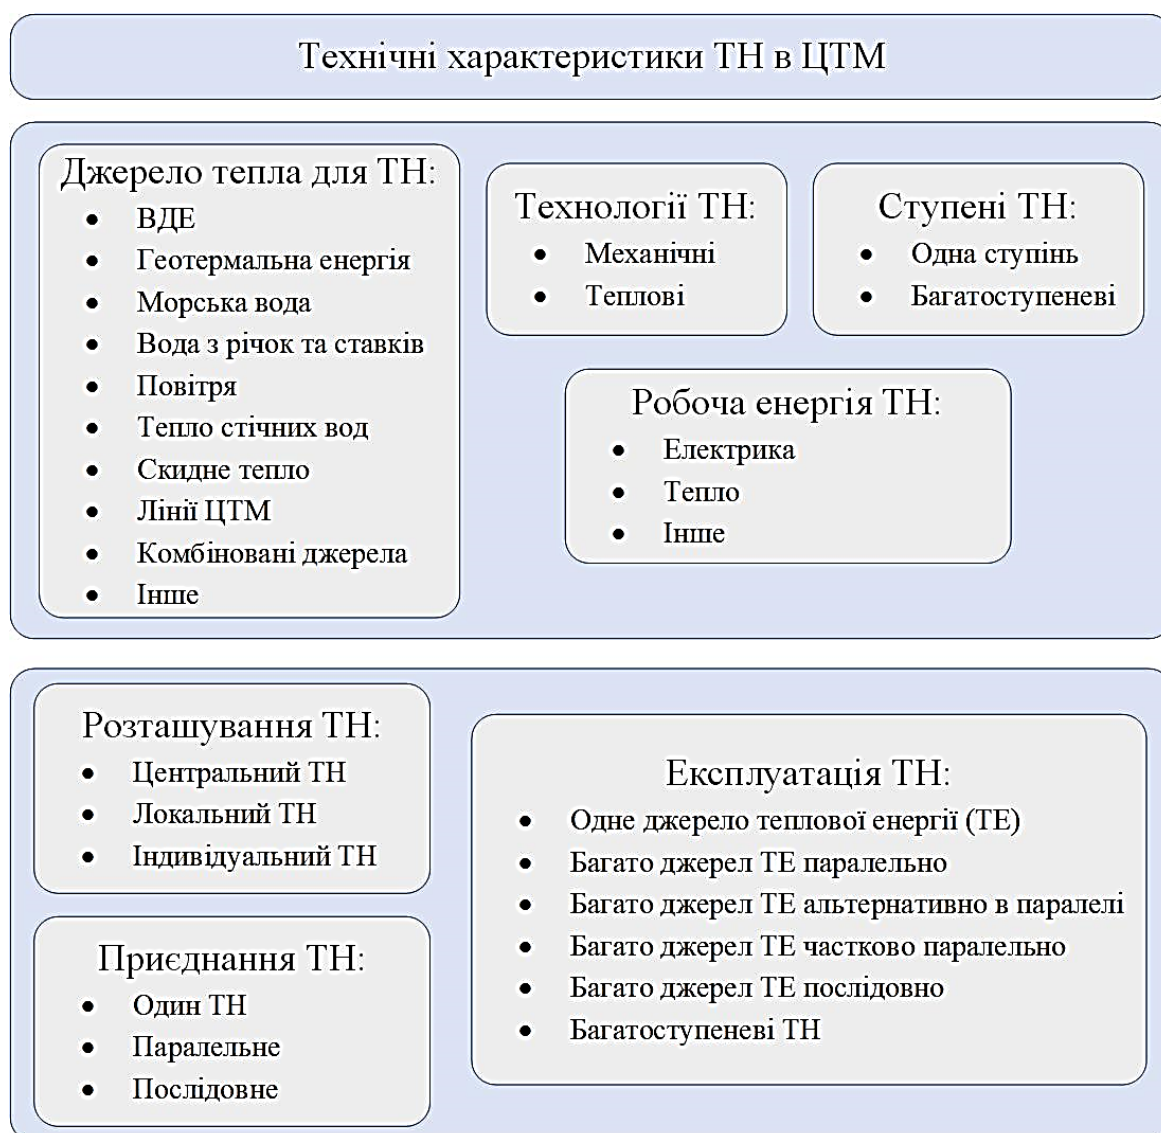 Технічні характеристики ТН в ЦТМ
Джерело тепла для ТН:
• ВДЕ
• Геотермальна енергія
• Морська вода
• Вода з річок та ставків
• Повітря
• Тепло стічних вод
• Скидне тепло
• Лінії ЦТМ
• Комбіновані джерела
• Інше
Технології ТН:
• Механічні
• Теплові
Ступені ТН:
• Одна ступінь
• Багатоступеневі
Робоча енергія ТН:
• Електрика
• Тепло
• Інше
Розташування ТН:
• Центральний ТН
• Локальний ТН
• Індивідуальний ТН
Приєднання ТН:
• Один ТН
• Паралельне
• Послідовне
Експлуатація ТН:
• Одне джерело теплової енергії (ТЕ)
• Багато джерел ТЕ паралельно
• Багато джерел ТЕ альтернативно в паралелі
• Багато джерел ТЕ частково паралельно
• Багато джерел ТЕ послідовно
• Багатоступеневі ТН